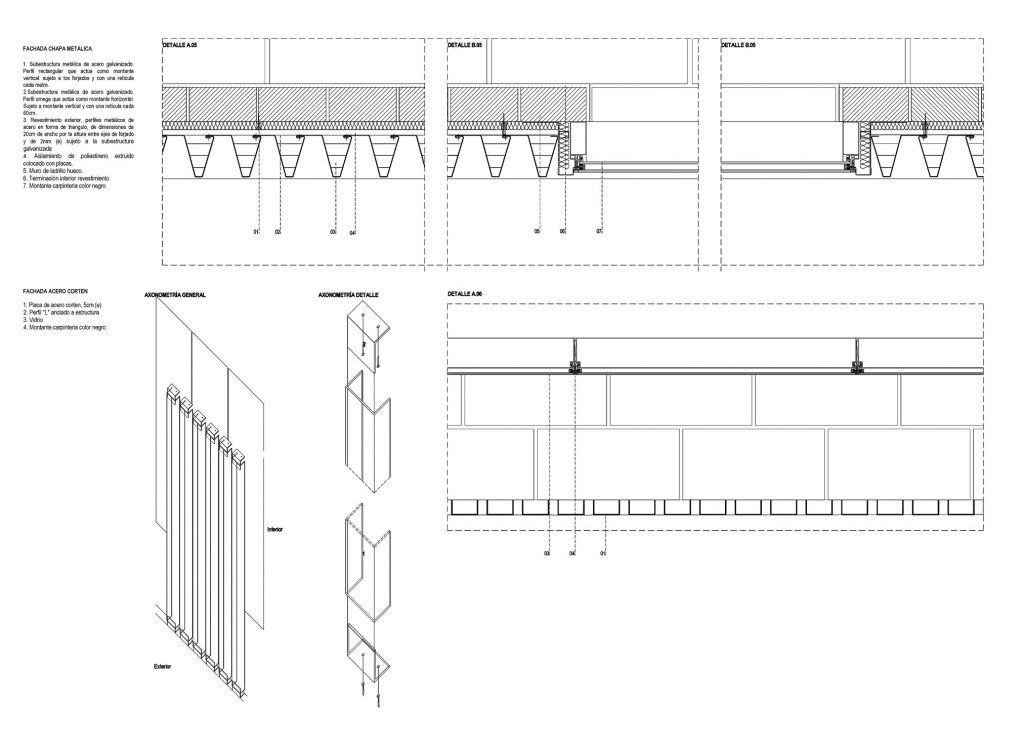 FACHADA CHAPA METÁLICA
1. Subestructura metálica de acero galvanizado.
Perfil rectangular que actúe como montante
vertical. sujeto a los forjados y con una retícula
cada metro.
2.Subestructura metálica de acero galvanizado.
Perfil omega que actúe como montante horizontal.
Sujeto a montante vertical y con una retícula cada
60cm.
3. Revestimiento exterior, perfiles metálicos de
acero en forma de triangulo, de dimensiones de
20cm de ancho por la altura entre ejes de forjado
y de 2mm (e) sujeto á la subestructura
galvanizada
4. Aislamiento de poliestireno extruido
colocado con placas.
5. Muro de ladrillo hueco.
6. Terminación interior revestimiento
7. Montante carpintería color negro
DETALLE A.05
01.
02.
03.
04.
DETALLE B.05
05.
06.
07.
DETALLE B.05
FACHADA ACERO CORTEN
1. Placa de acero corten, 5cm (e)
2. Perfil "L" anclado a estructura
3. Vidrio
4. Montante carpintería color negro
AXONOMETRÍA GENERAL
Interior
Exterior
AXONOMETRÍA DETALLE
DETALLE A.06
03.
04.
01.